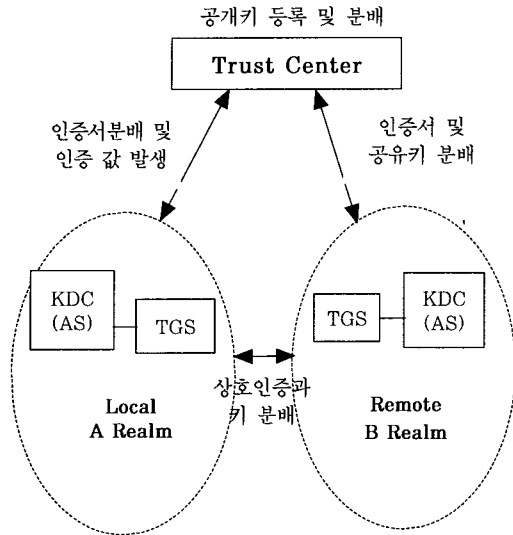 공개키 등록 및 분배
Trust Center
인증서분배 및
인증 값 발생
인증서 및
공유키 분배
KDC
(AS)
TGS
TGS
KDC
(AS)
상호인증과
키 분배
Local
A Realm
Remote
B Realm